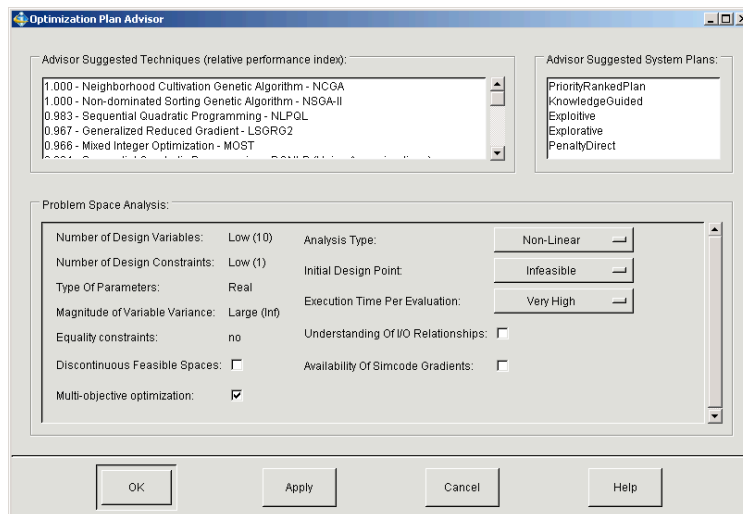 Optimization Plan Advisor
Advisor Suggested Techniques (relative performance index):
1.000 - Neighborhood Cultivation Genetic Algorithm - NCGA
1.000 - Non-dominated Sorting Genetic Algorithm - NSGA-II
0.983 - Sequential Quadratic Programming - NLPQL
0.967 - Generalized Reduced Gradient - LSGRG2
0.966 - Mixed Integer Optimization - MOST
Advisor Suggested System Plans:
PriorityRankedPlan
KnowledgeGuided
Exploitive
Explorative
PenaltyDirect
Problem Space Analysis:
Number of Design Variables: Low (10)
Number of Design Constraints: Low (1)
Type Of Parameters: Real
Magnitude of Variable Variance: Large (Inf)
Equality constraints: no
Discontinuous Feasible Spaces:
Multi-objective optimization:
Analysis Type: Non-Linear
Initial Design Point: Infeasible
Execution Time Per Evaluation: Very High
Understanding Of I/O Relationships:
Availability Of Simcode Gradients:
OK Apply Cancel Help